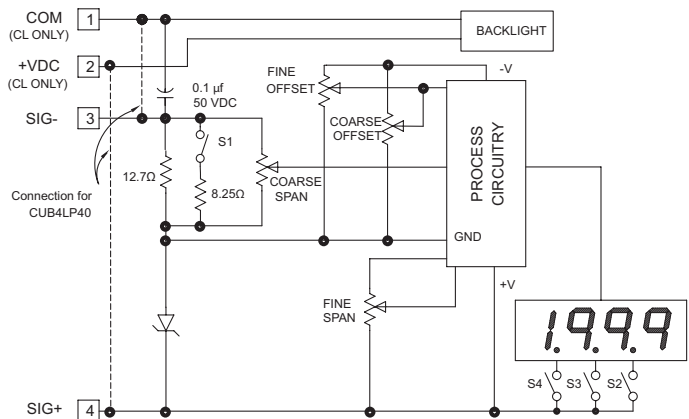 COM
(CL ONLY)
1
BACKLIGHT
+VDC
(CL ONLY)
2
0.1 µf
50 VDC
FINE
OFFSET
-V
SIG-
3
S1
COARSE
OFFSET
PROCESS
CIRCUITRY
12.7Ω
8.25Ω
COARSE
SPAN
Connection for
CUB4LP40
GND
+V
FINE
SPAN
1.9.9.9
S4
S3
S2
SIG+
4